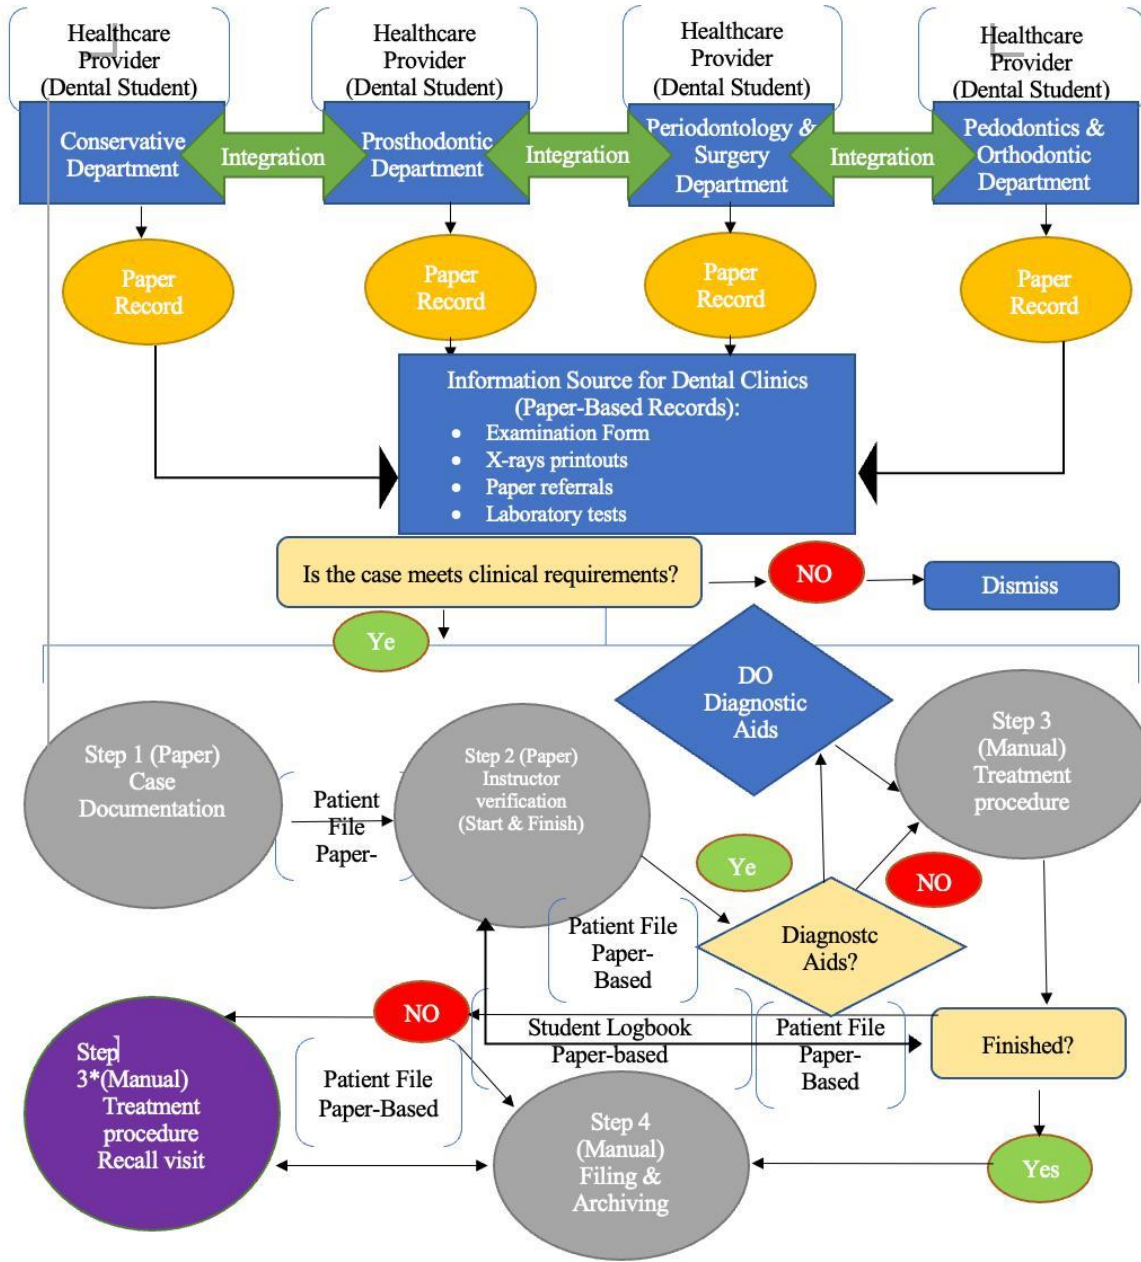 Healthcare
Provider
(Dental Student)
Healthcare
Provider
(Dental Student)
Healthcare
Provider
(Dental Student)
Healthcare
Provider
(Dental Student)
Conservative
Department
Integration
Prosthodontic
Department
Integration
Periodontology &
Surgery
Department
Integration
Pedodontics &
Orthodontic
Department
Paper
Record
Paper
Record
Paper
Record
Paper
Record
Information Source for Dental Clinics
(Paper-Based Records):
• Examination Form
• X-rays printouts
• Paper referrals
• Laboratory tests
Is the case meets clinical requirements?
NO
Dismiss
Ye
DO
Diagnostic
Aids
Step 1 (Paper)
Case
Documentation
Patient
File
Paper-
Step 2 (Paper)
Instructor
verification
(Start & Finish)
Step 3
(Manual)
Treatment
procedure
Ye
NO
Diagnostc
Aids?
Patient File
Paper-
Based
NO
Student Logbook
Paper-based
Patient File
Paper-
Based
Finished?
Step
3*(Manual)
Treatment
procedure
Recall visit
Patient File
Paper-Based
Step 4
(Manual)
Filing &
Archiving
Yes